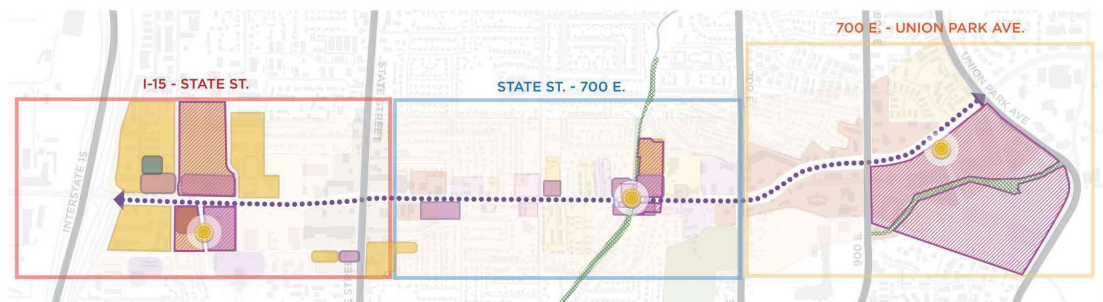 700 E. - UNION PARK AVE.
I-15 - STATE ST.
STATE ST. - 700 E.
INTERSTATE 15
STATE STREET
STREET
700 E
900 E
UNION PARK AVE